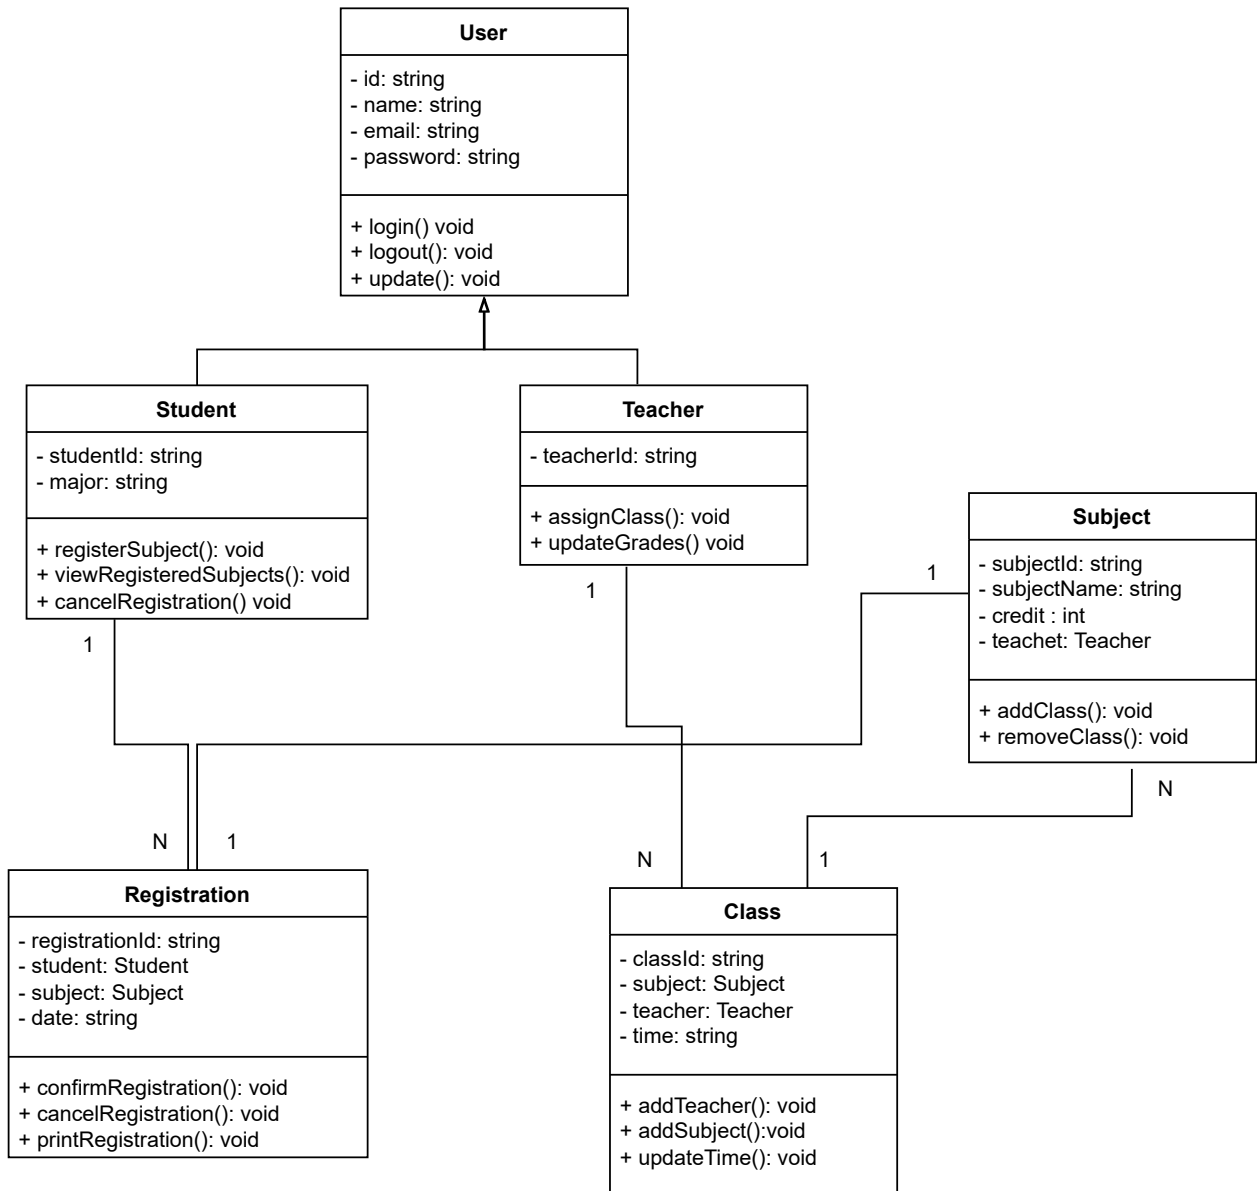 User
- id: string
- name: string
- email: string
- password: string
+ login() void
+ logout(): void
+ update(): void
Student
- studentId: string
- major: string
+ registerSubject(): void
+ viewRegisteredSubjects(): void
+ cancelRegistration() void
Teacher
- teacherId: string
+ assignClass(): void
+ updateGrades() void
Subject
- subjectId: string
- subjectName: string
- credit : int
- teachet: Teacher
+ addClass(): void
+ removeClass(): void
1
1
1
N
N
1
N
1
Registration
- registrationId: string
- student: Student
- subject: Subject
- date: string
+ confirmRegistration(): void
+ cancelRegistration(): void
+ printRegistration(): void
Class
- classId: string
- subject: Subject
- teacher: Teacher
- time: string
+ addTeacher(): void
+ addSubject():void
+ updateTime(): void